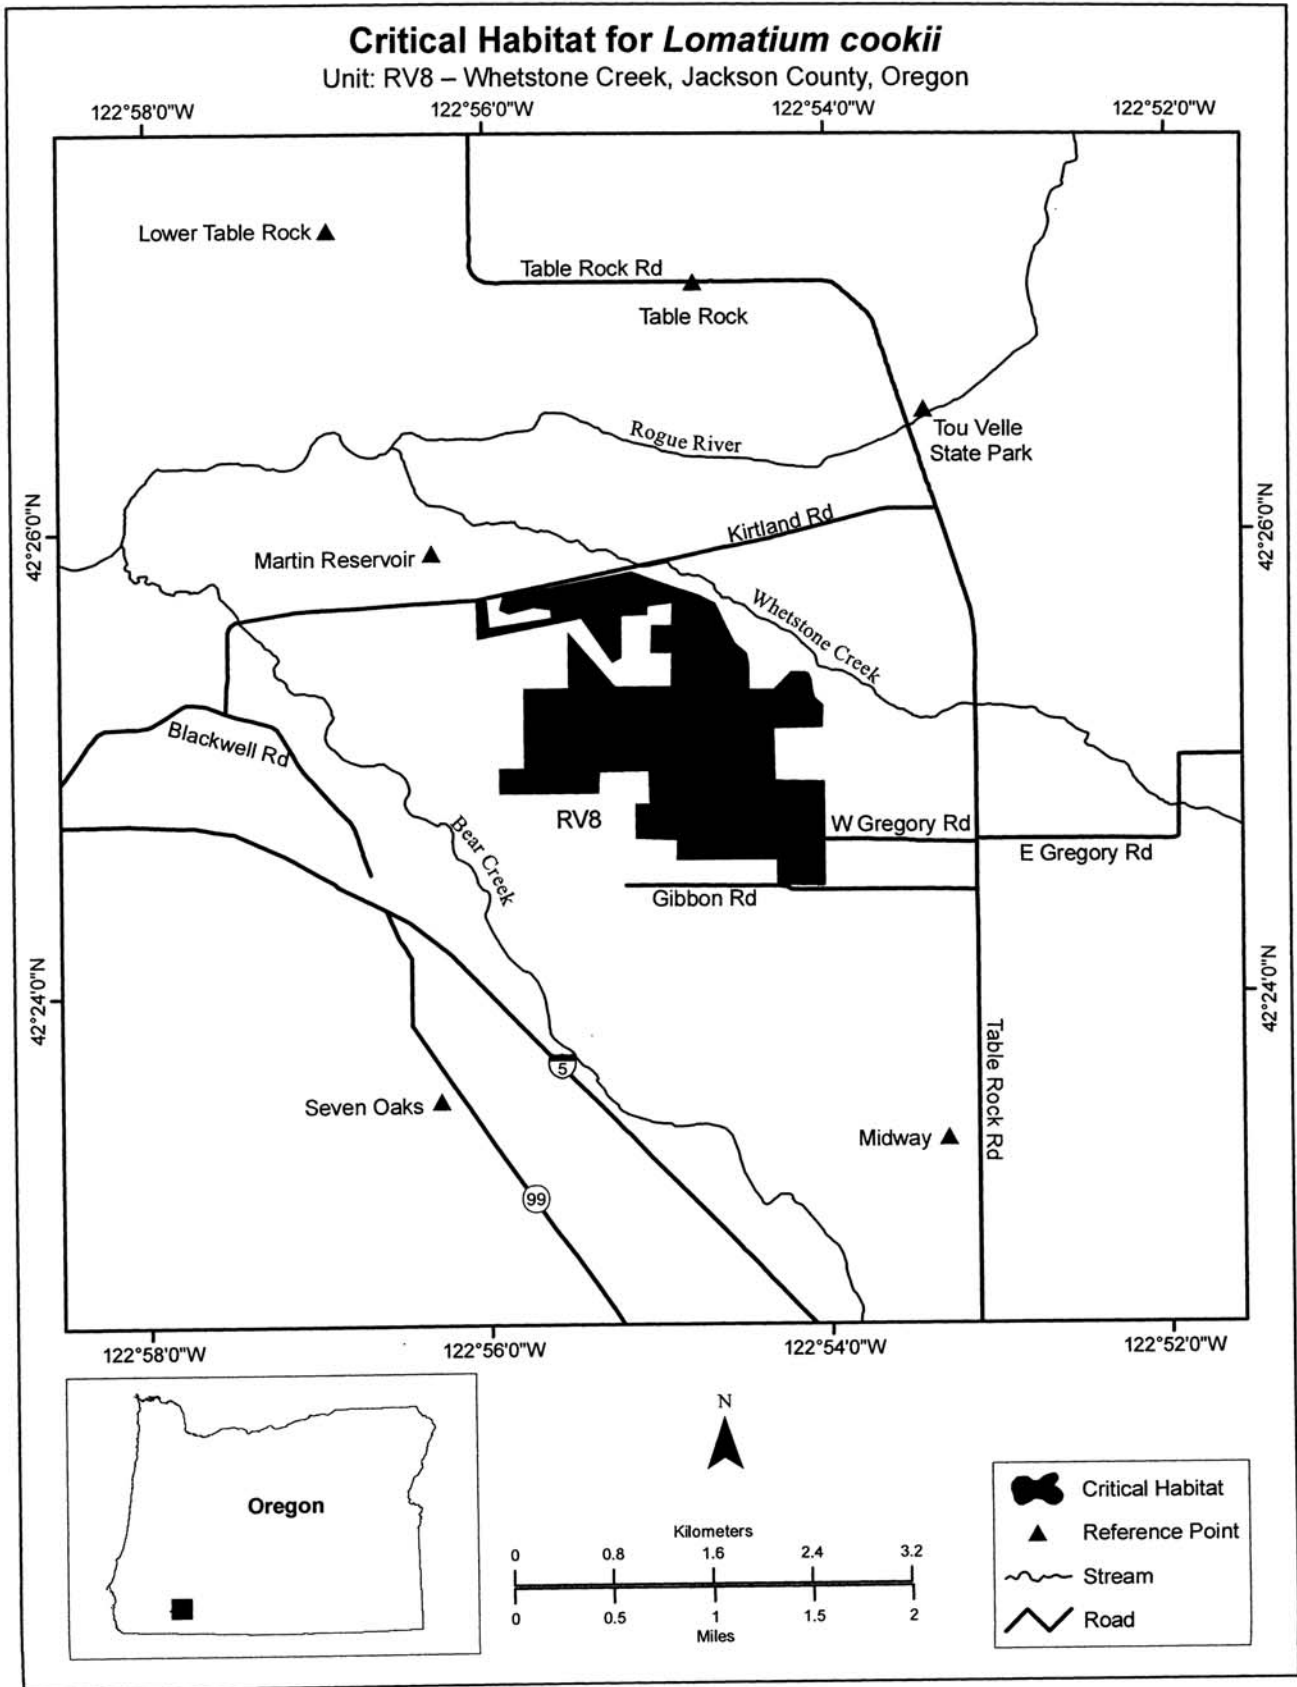 Critical Habitat for Lomatium cookii
Unit: RV8 – Whetstone Creek, Jackson County, Oregon
122°58'0"W
122°56'0"W
122°54'0"W
122°52'0"W
Lower Table Rock
Table Rock Rd
Table Rock
Tou Velle
State Park
Rogue River
Kirtland Rd
42°26'0"N
42°26'0"N
Martin Reservoir
Whetstone Creek
Blackwell Rd
RV8
W Gregory Rd
E Gregory Rd
Bear Creek
Gibbon Rd
42°24'0"N
42°24'0"N
Table Rock Rd
5
Seven Oaks
Midway
99
122°58'0"W
122°56'0"W
122°54'0"W
122°52'0"W
Oregon
N
Kilometers
0 0.8 1.6 2.4 3.2
0 0.5 1 1.5 2
Miles
Critical Habitat
Reference Point
Stream
Road